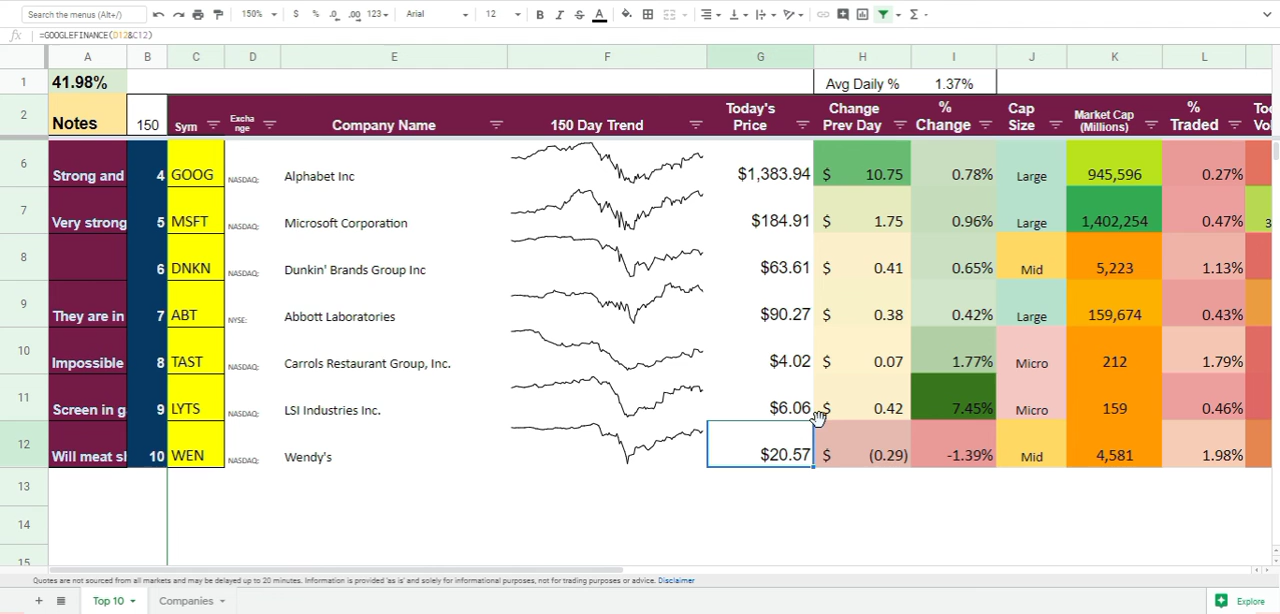 Search the menus (Alt+/) 150% $ % .0 .00 123 Arial 12 B I S A Σ
fx =GOOGLEFINANCE(D12&C12)
A B C D E F G H I J K L
1 41.98% Avg Daily % 1.37%
2 Notes 150 Sym Excha nge Company Name 150 Day Trend Today's Price Change Prev Day % Change Cap Size Market Cap (Millions) % Traded
6 Strong and 4 GOOG NASDAQ: Alphabet Inc $1,383.94 $ 10.75 0.78% Large 945,596 0.27%
7 Very strong 5 MSFT NASDAQ: Microsoft Corporation $184.91 $ 1.75 0.96% Large 1,402,254 0.47% 3
8 6 DNKN NASDAQ: Dunkin' Brands Group Inc $63.61 $ 0.41 0.65% Mid 5,223 1.13%
9 They are in 7 ABT NYSE: Abbott Laboratories $90.27 $ 0.38 0.42% Large 159,674 0.43%
10 Impossible 8 TAST NASDAQ: Carrols Restaurant Group, Inc. $4.02 $ 0.07 1.77% Micro 212 1.79%
11 Screen in g 9 LYTS NASDAQ: LSI Industries Inc. $6.06 $ 0.42 7.45% Micro 159 0.46%
12 Will meat sl 10 WEN NASDAQ: Wendy's $20.57 $ (0.29) -1.39% Mid 4,581 1.98%
13
14
15
Quotes are not sourced from all markets and may be delayed up to 20 minutes. Information is provided 'as is' and solely for informational purposes, not for trading purposes or advice. Disclaimer
+ Top 10 Companies Explore